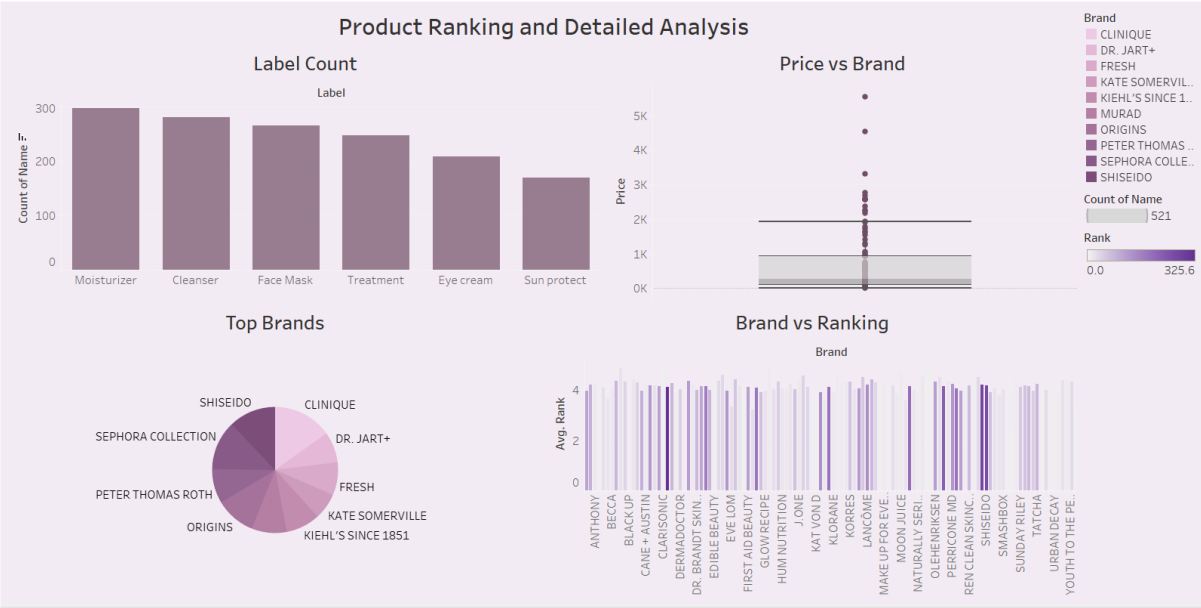 Product Ranking and Detailed Analysis
Label Count
Label
Count of Name
300
200
100
0
Moisturizer
Cleanser
Face Mask
Treatment
Eye cream
Sun protect
Price vs Brand
Price
5K
4K
3K
2K
1K
0K
Brand
CLINIQUE
DR. JART+
FRESH
KATE SOMERVIL..
KIEHL'S SINCE 1..
MURAD
ORIGINS
PETER THOMAS ..
SEPHORA COLLE..
SHISEIDO
Count of Name
521
Rank
0.0 325.6
Top Brands
SHISEIDO
CLINIQUE
SEPHORA COLLECTION
DR. JART+
PETER THOMAS ROTH
FRESH
ORIGINS
KATE SOMERVILLE
KIEHL'S SINCE 1851
Brand vs Ranking
Brand
Avg. Rank
4
2
0
ANTHONY
BECCA
BLACK UP
CANE + AUSTIN
CLARISONIC
DERMADOCTOR
DR. BRANDT SKIN..
EDIBLE BEAUTY
EVE LOM
FIRST AID BEAUTY
GLOW RECIPE
HUM NUTRITION
J.ONE
KAT VON D
KLORANE
KORRES
LANCÔME
MAKE UP FOR EVE..
MOON JUICE
NATURALLY SERI..
OLEHENRIKSEN
PERRICONE MD
REN CLEAN SKINC..
SHISEIDO
SMASHBOX
SUNDAY RILEY
TATCHA
URBAN DECAY
YOUTH TO THE PE..